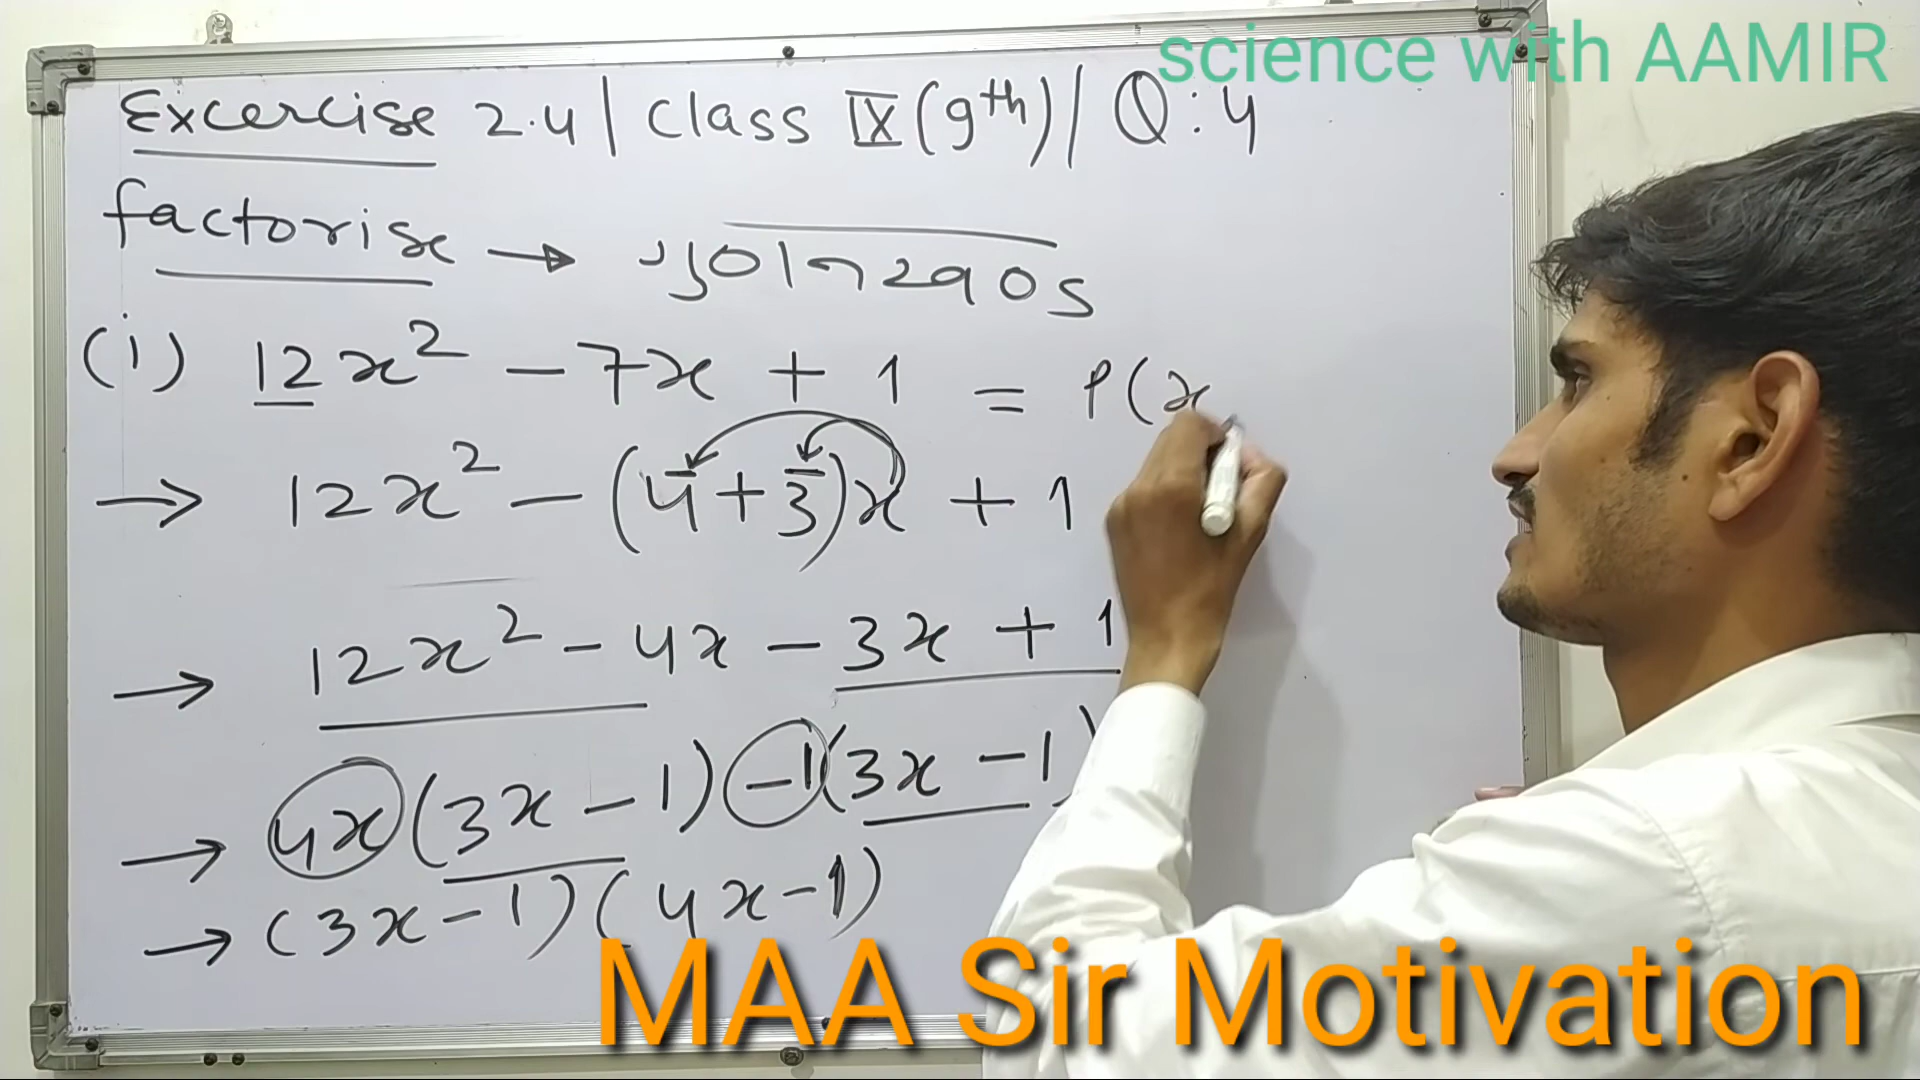 science with AAMIR
Excercise 2.4 | Class IX (9th) / Q : 4
factorise →
(i) 12x² - 7x + 1 = P(x
→ 12x² - (4+3)x + 1
→ 12x² - 4x - 3x + 1
→ 4x(3x - 1) -1(3x - 1)
→ (3x - 1)(4x - 1)
MAA Sir Motivation